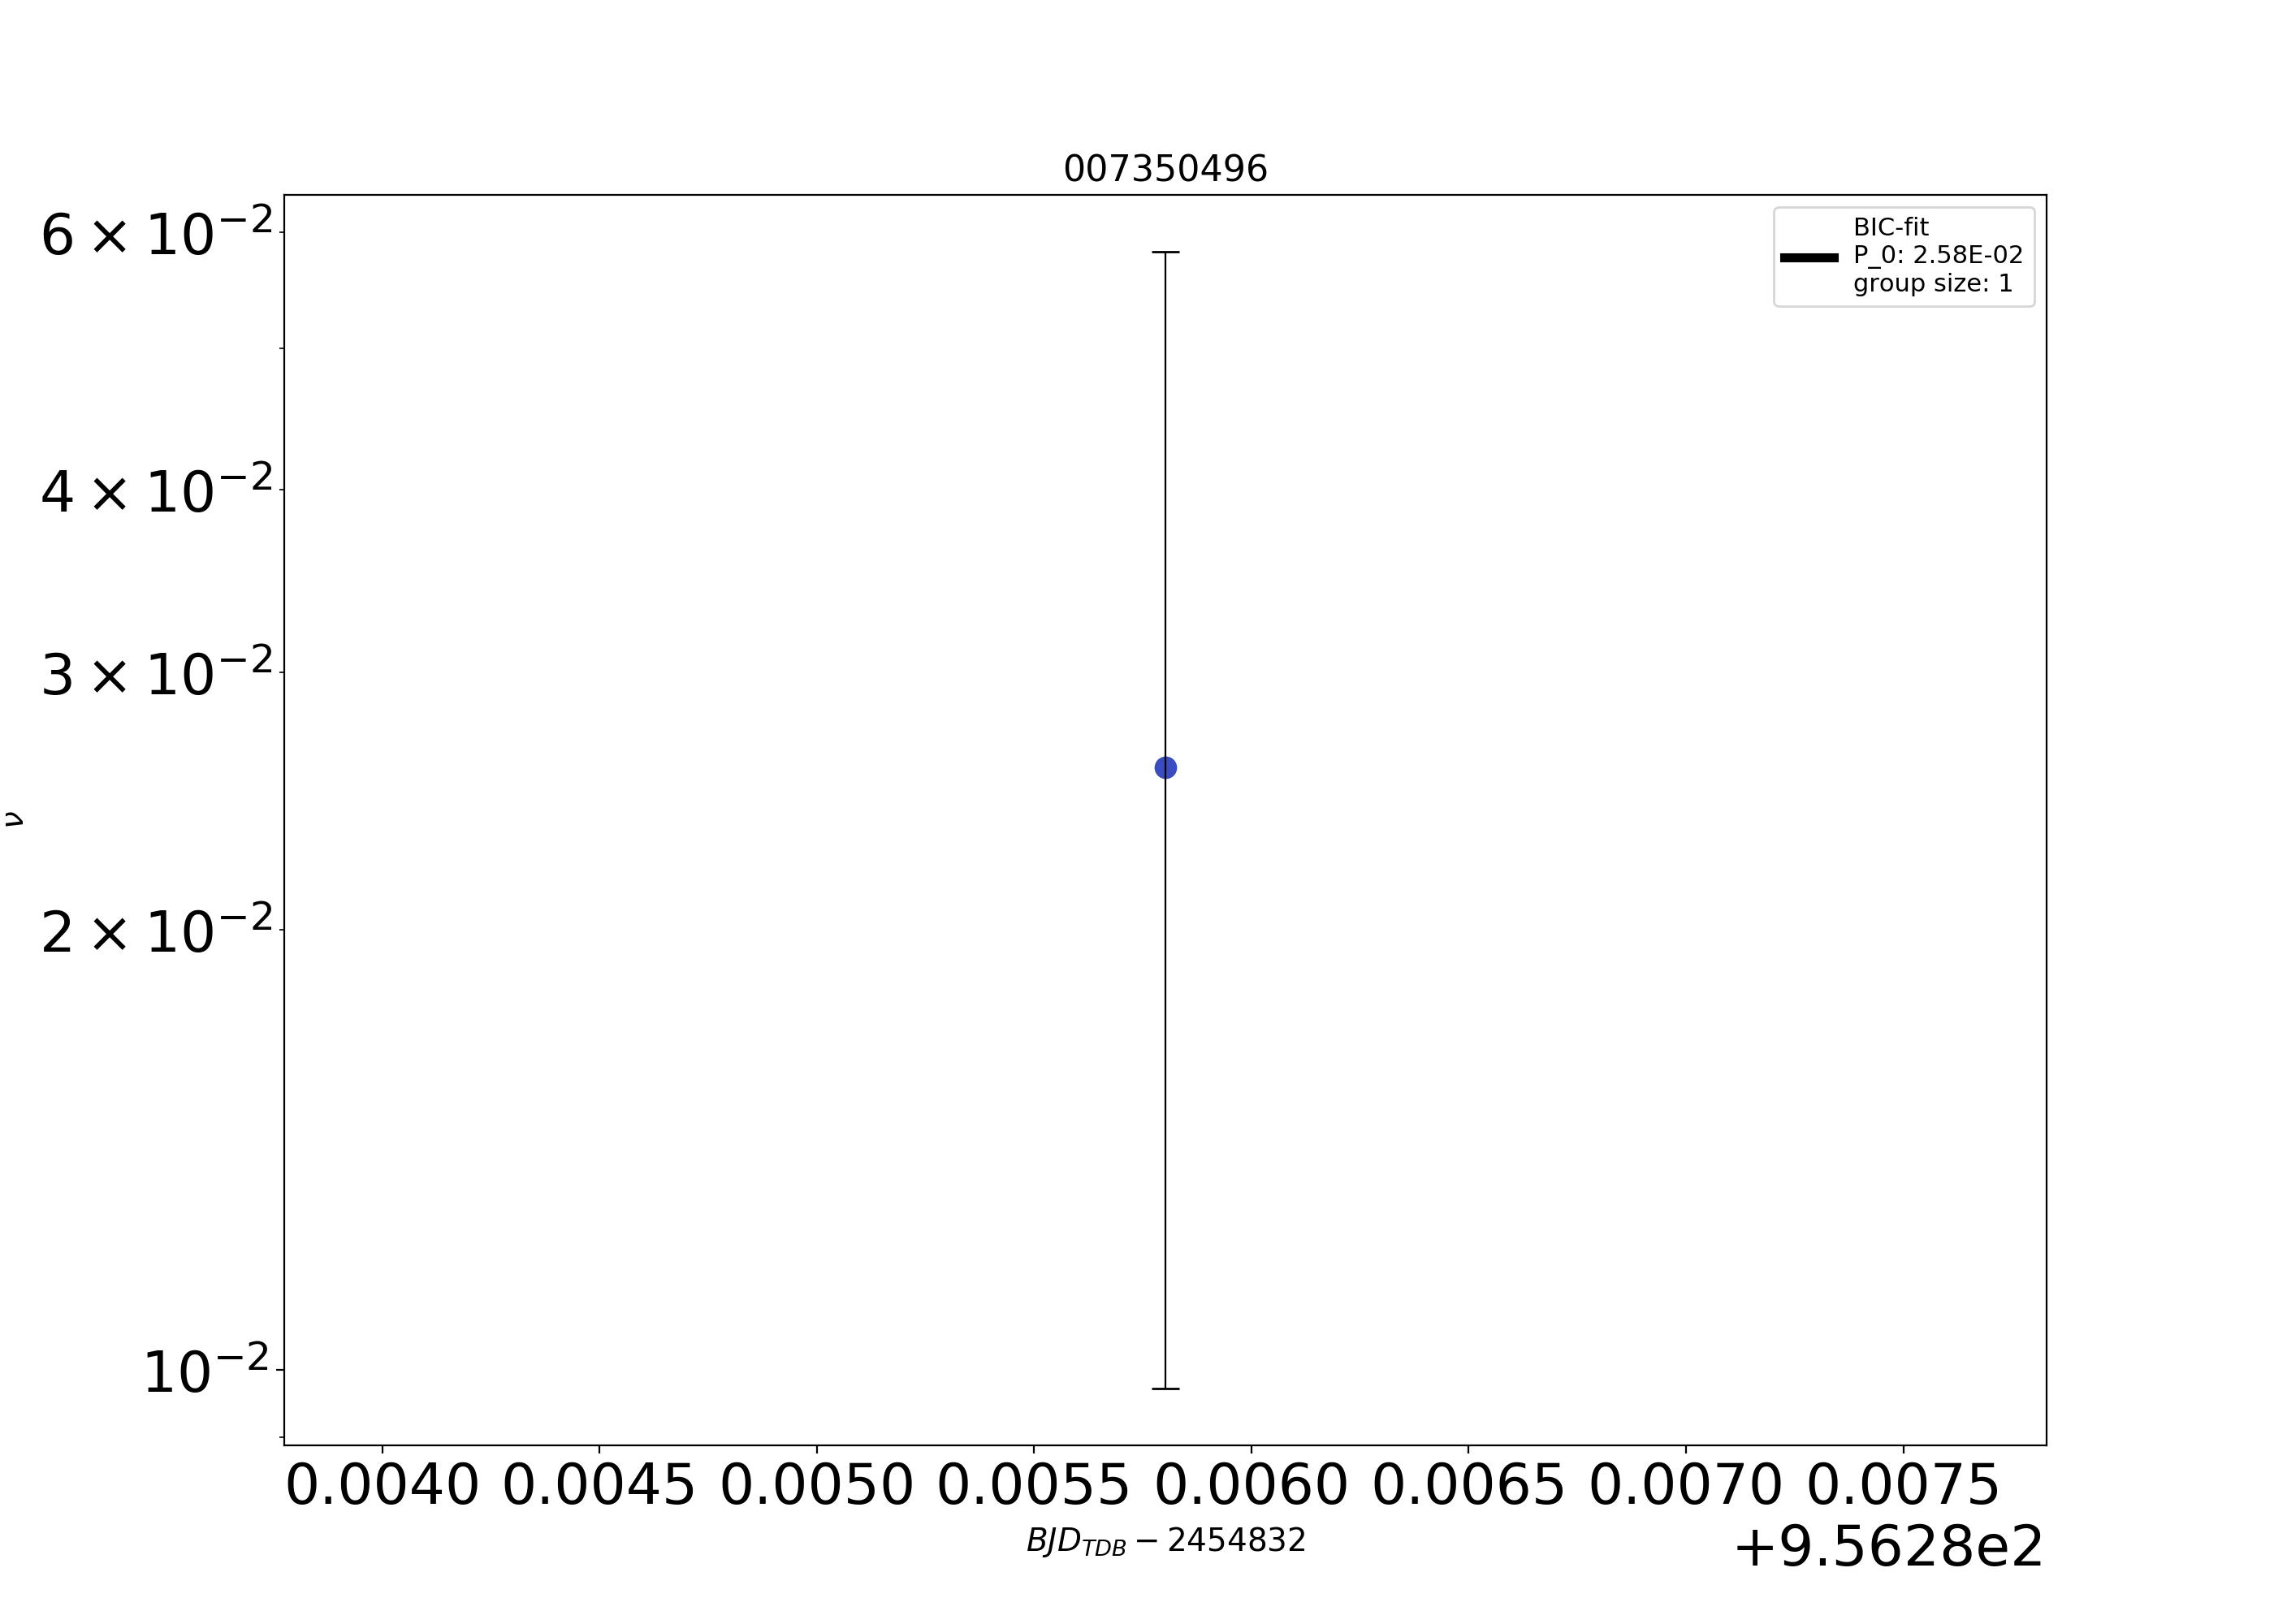 007350496
BIC-fit
P_0: 2.58E-02
group size: 1
6 × 10⁻²
4 × 10⁻²
3 × 10⁻²
2 × 10⁻²
10⁻²
ν
0.0040 0.0045 0.0050 0.0055 0.0060 0.0065 0.0070 0.0075
BJD_TDB − 2454832
+9.5628e2